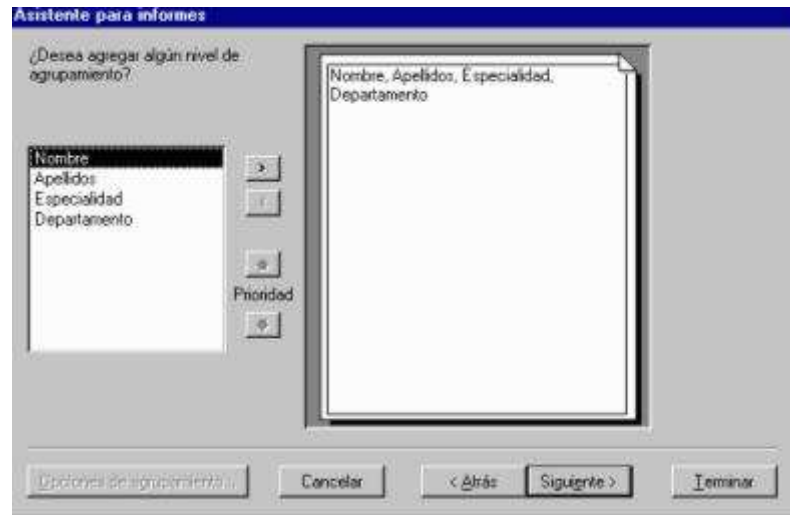 Asistente para informes
¿Desea agregar algún nivel de
agrupamiento?
Nombre
Apellidos
Especialidad
Departamento
>
<
Prioridad
Nombre, Apellidos, Especialidad,
Departamento
Opciones de agrupamiento...
Cancelar
< Atrás
Siguiente >
Terminar